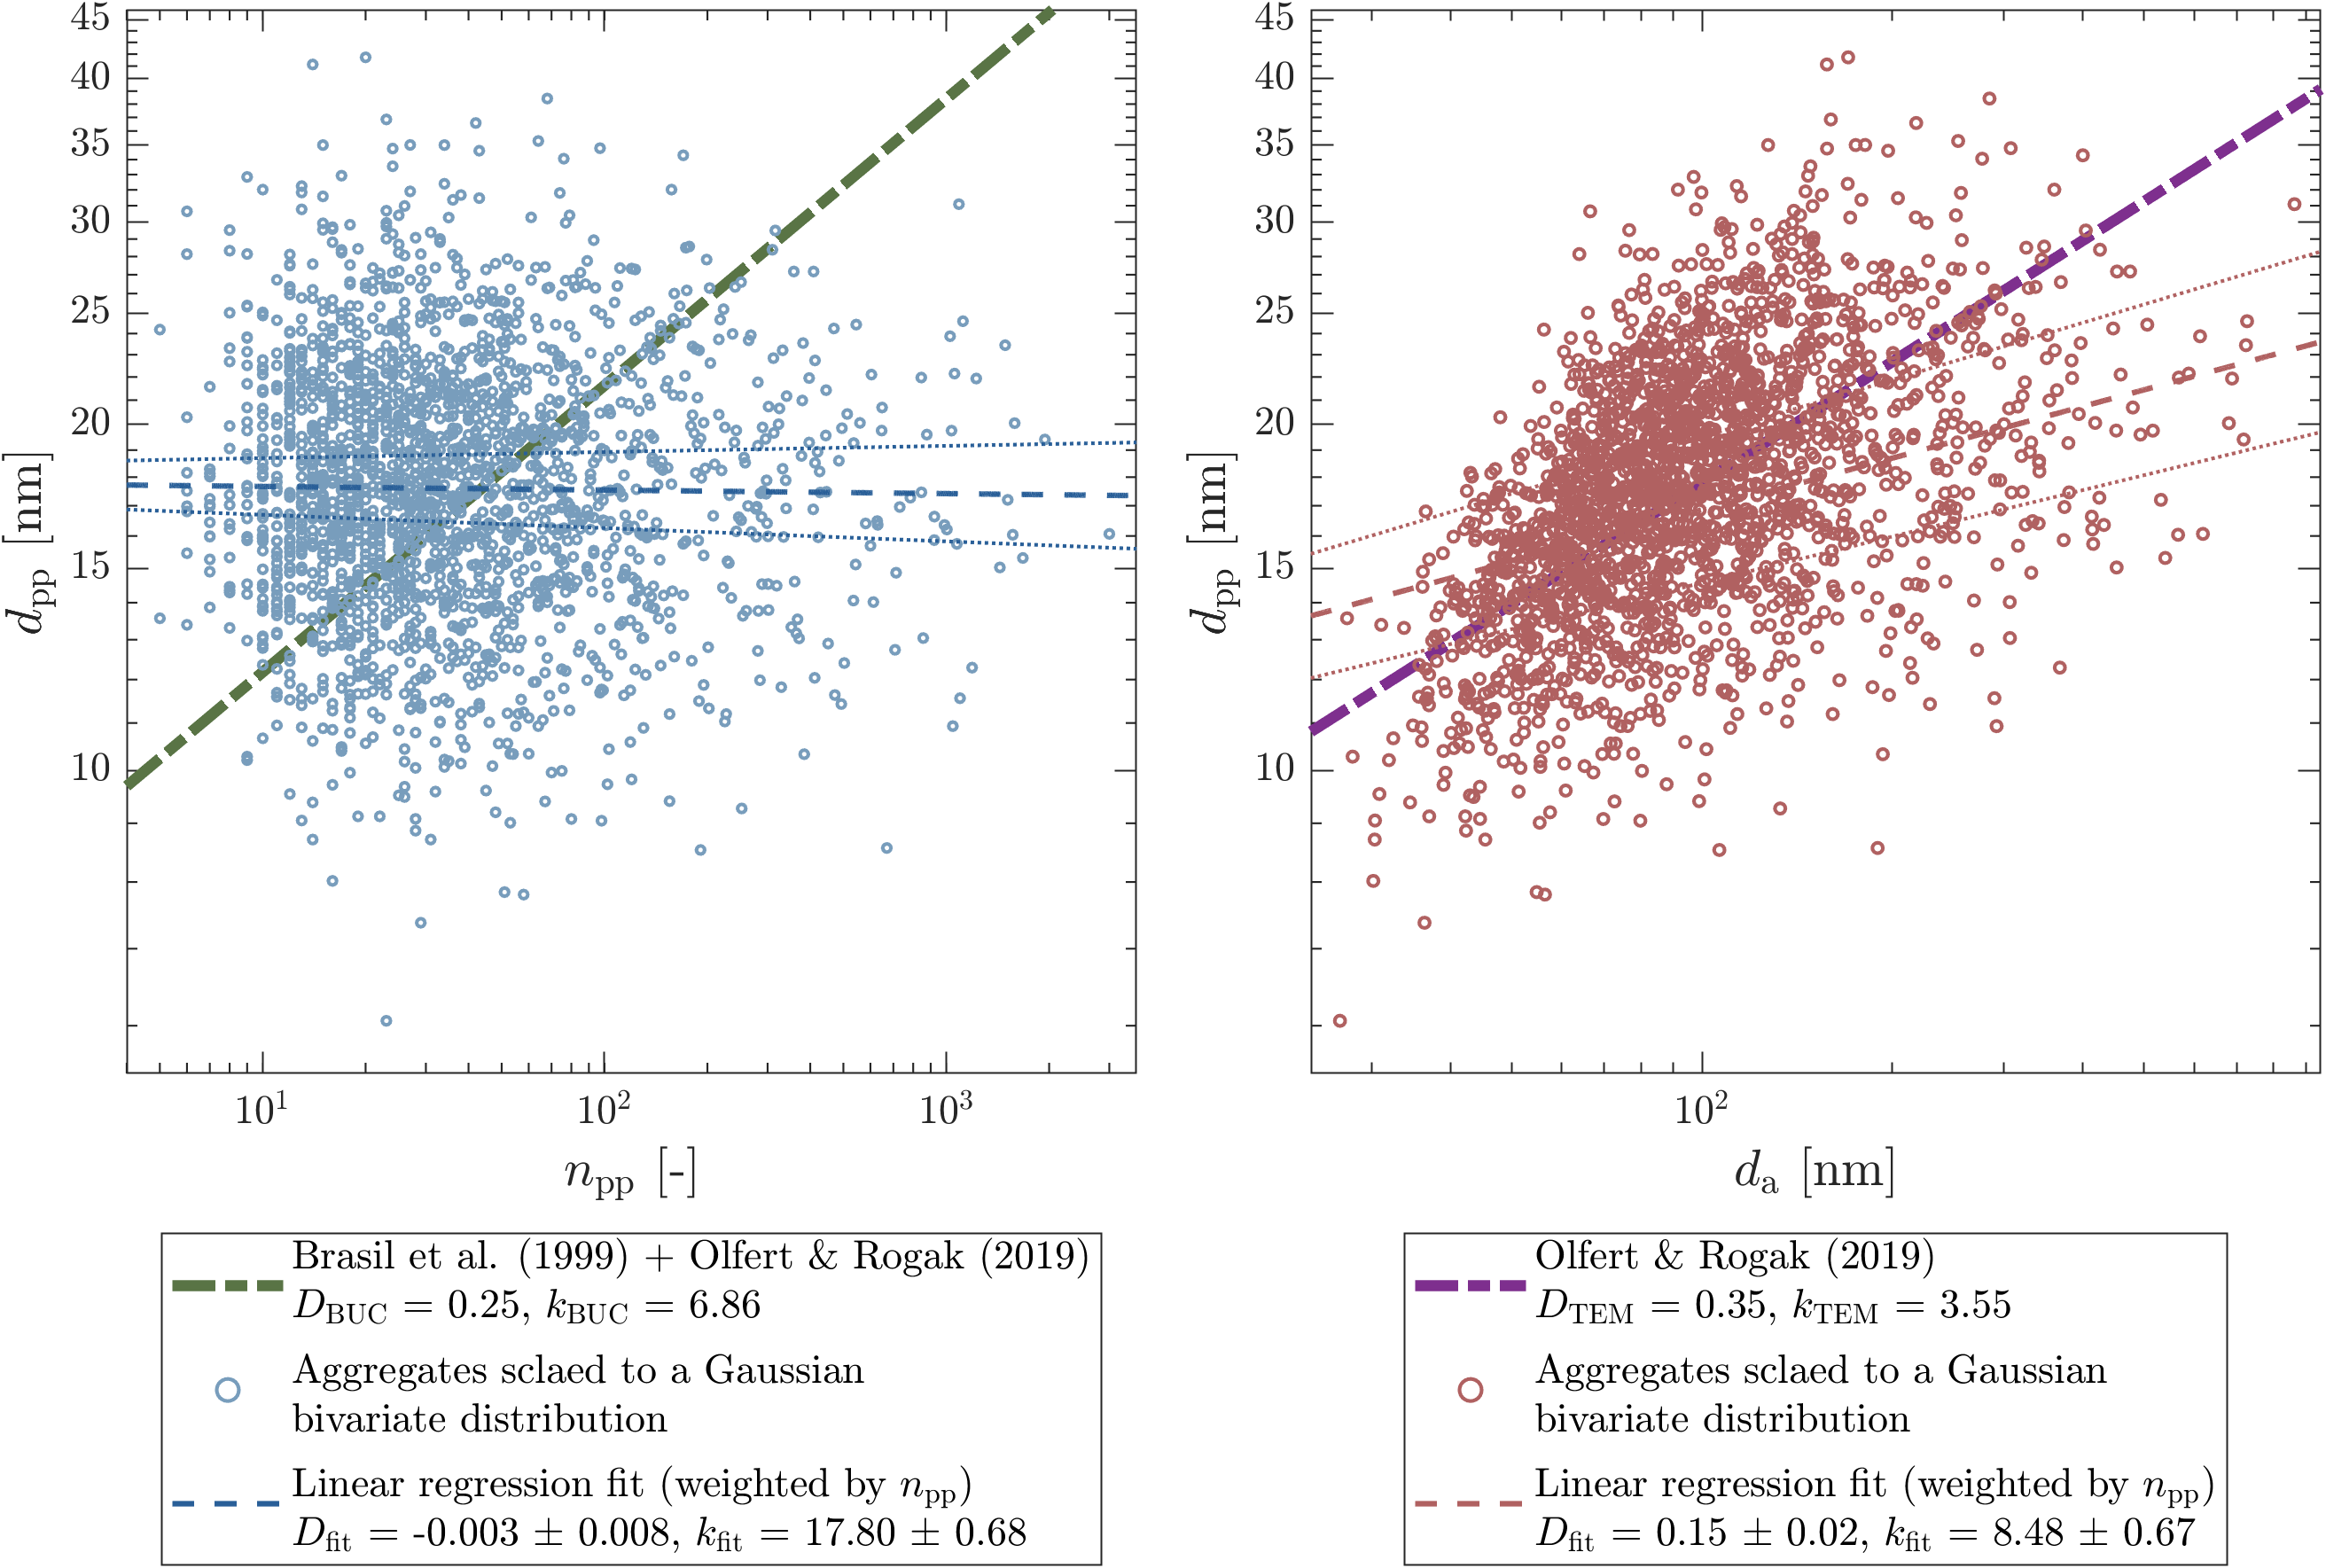 45
40
35
30
25
20
15
10
d_pp [nm]
10^1 10^2 10^3
n_pp [-]
Brasil et al. (1999) + Olfert & Rogak (2019)
D_BUC = 0.25, k_BUC = 6.86
Aggregates sclaed to a Gaussian
bivariate distribution
Linear regression fit (weighted by n_pp)
D_fit = -0.003 ± 0.008, k_fit = 17.80 ± 0.68
45
40
35
30
25
20
15
10
d_pp [nm]
10^2
d_a [nm]
Olfert & Rogak (2019)
D_TEM = 0.35, k_TEM = 3.55
Aggregates sclaed to a Gaussian
bivariate distribution
Linear regression fit (weighted by n_pp)
D_fit = 0.15 ± 0.02, k_fit = 8.48 ± 0.67